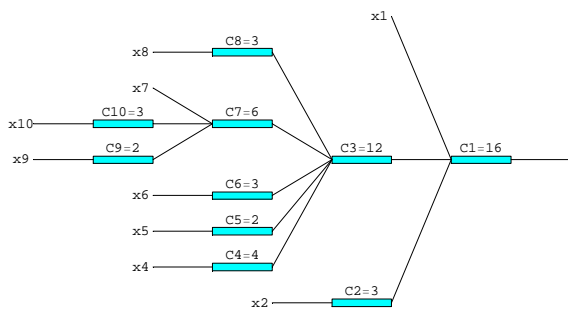 x1
C8=3
x8
x7
C10=3
C7=6
x10
C9=2
C3=12
C1=16
x9
C6=3
x6
C5=2
x5
C4=4
x4
C2=3
x2